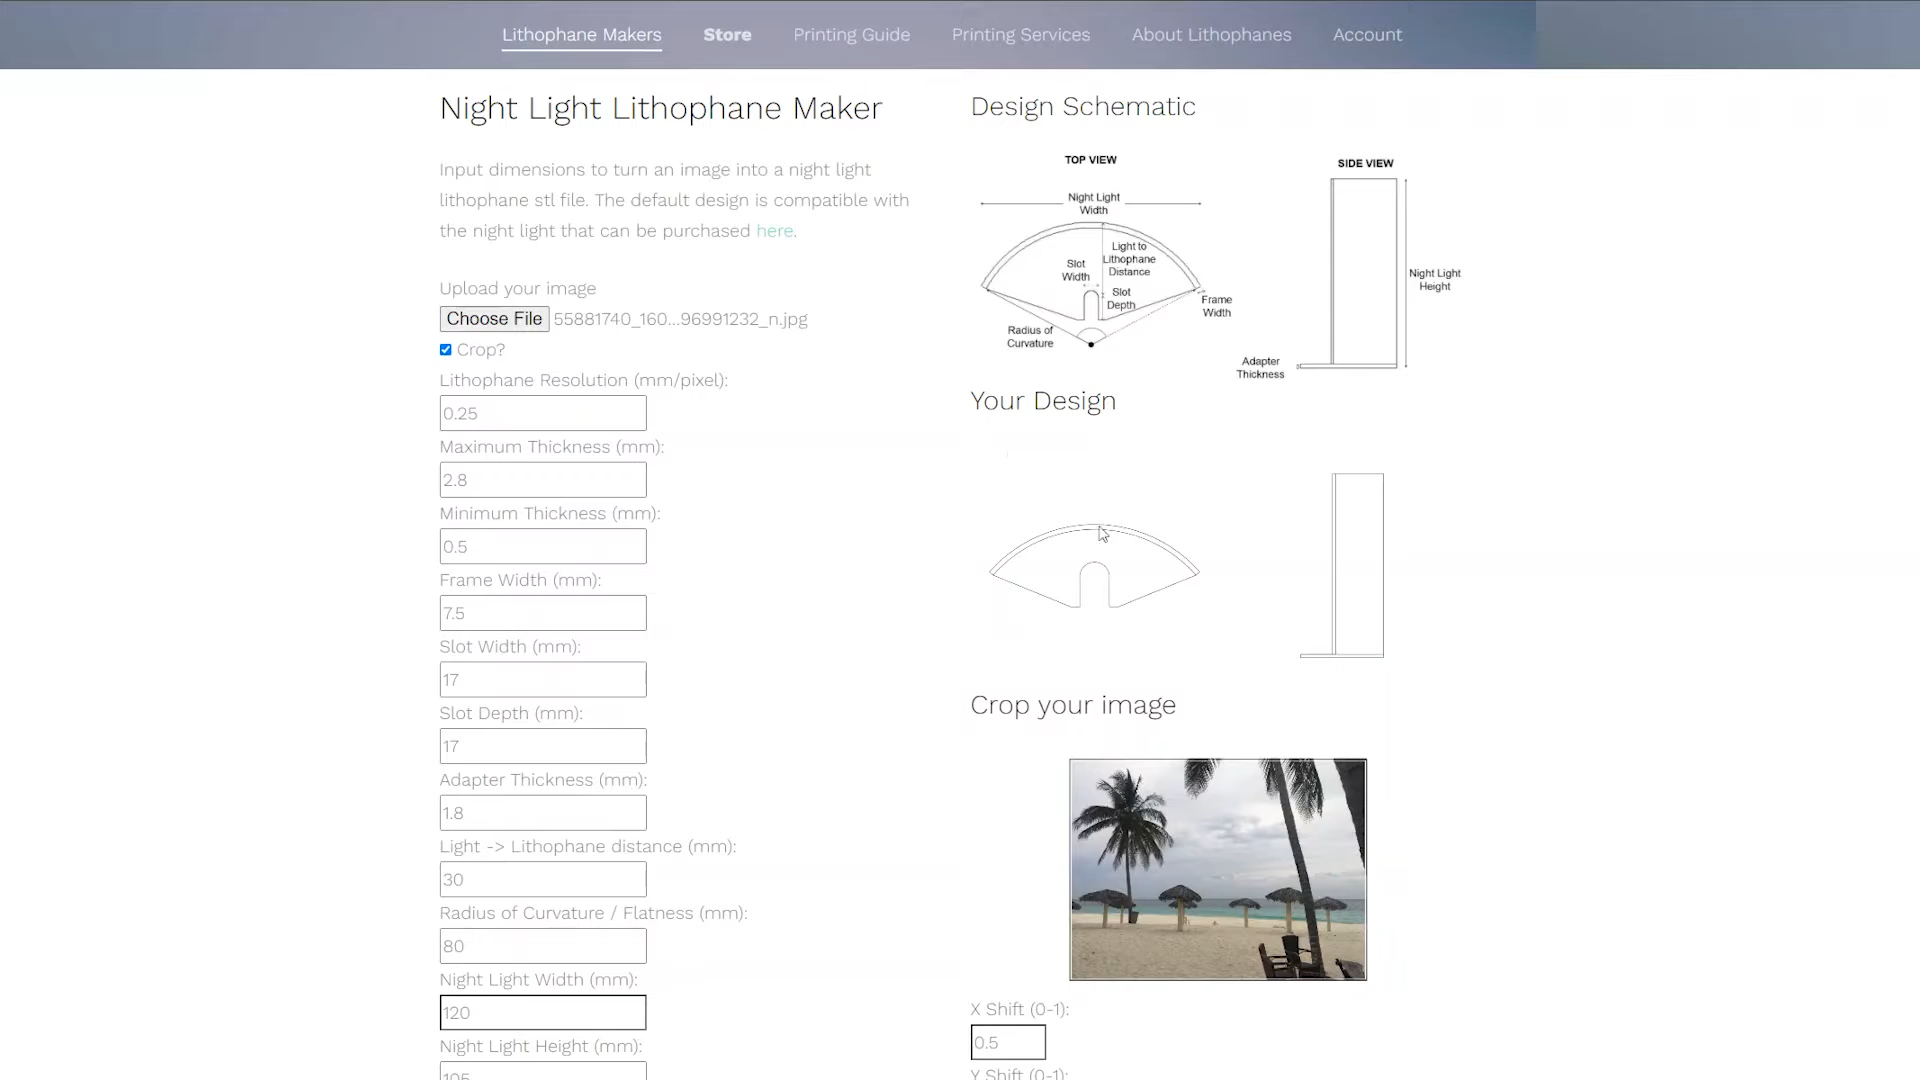 Lithophane Makers Store Printing Guide Printing Services About Lithophanes Account
Night Light Lithophane Maker
Input dimensions to turn an image into a night light
lithophane stl file. The default design is compatible with
the night light that can be purchased here.
Upload your image
Choose File 55881740_160...96991232_n.jpg
Crop?
Lithophane Resolution (mm/pixel):
0.25
Maximum Thickness (mm):
2.8
Minimum Thickness (mm):
0.5
Frame Width (mm):
7.5
Slot Width (mm):
17
Slot Depth (mm):
17
Adapter Thickness (mm):
1.8
Light -> Lithophane distance (mm):
30
Radius of Curvature / Flatness (mm):
80
Night Light Width (mm):
120
Night Light Height (mm):
105
Design Schematic
TOP VIEW
Night Light
Width
Light to
Lithophane
Distance
Slot
Width
Slot
Depth
Frame
Width
Radius of
Curvature
SIDE VIEW
Night Light
Height
Adapter
Thickness
Your Design
Crop your image
X Shift (0-1):
0.5
Y Shift (0-1):